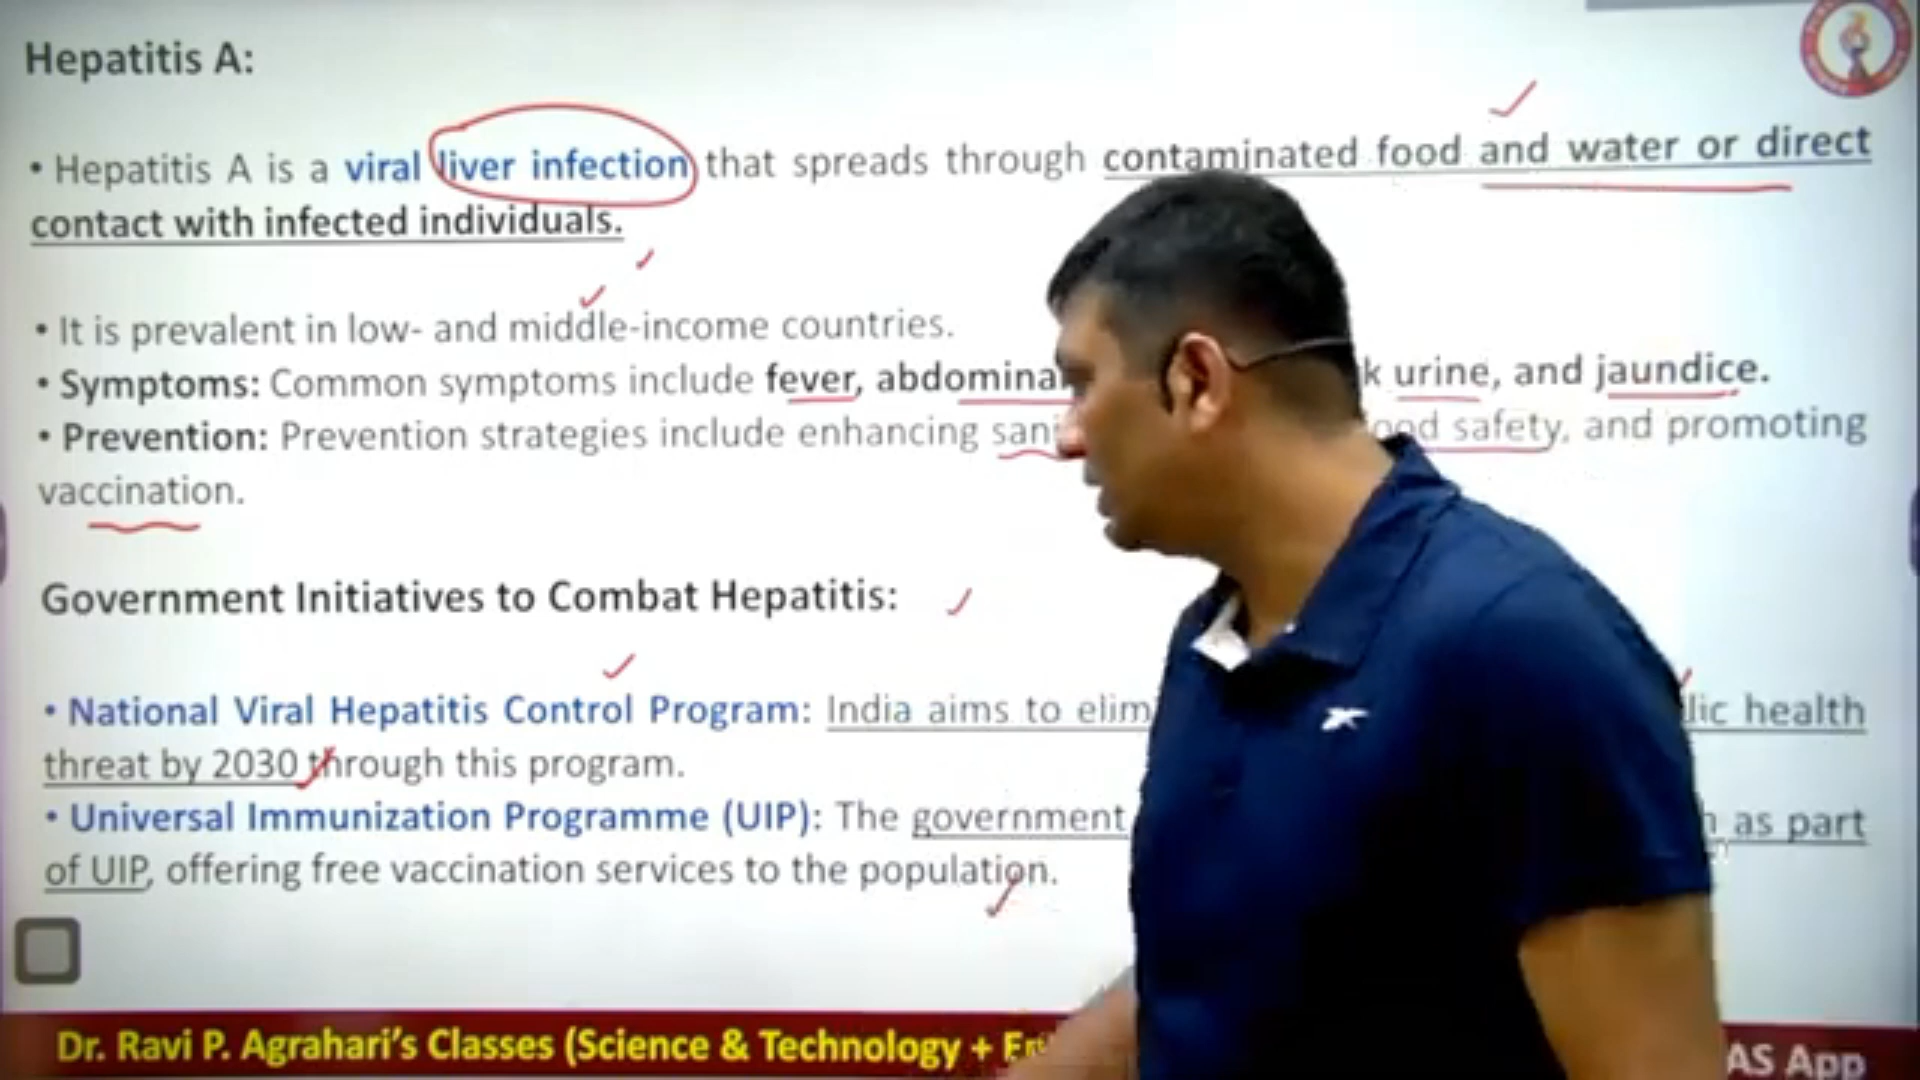 Hepatitis A:
• Hepatitis A is a viral liver infection that spreads through contaminated food and water or direct
contact with infected individuals.
• It is prevalent in low- and middle-income countries.
• Symptoms: Common symptoms include fever, urine, and jaundice.
• Prevention: Prevention strategies include enhancing safety, and promoting
vaccination.
Government Initiatives to Combat Hepatitis:
• National Viral Hepatitis Control Program: India aims to health
threat by 2030 through this program.
• Universal Immunization Programme (UIP): The government as part
of UIP, offering free vaccination services to the population.
Dr. Ravi P. Agrahari's Classes (Science & Technology + App